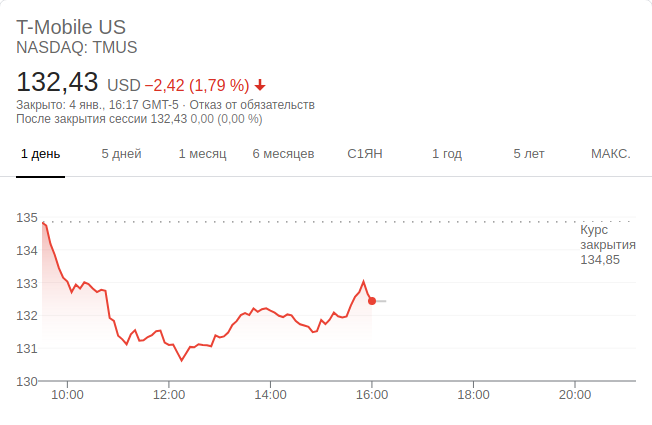 T-Mobile US
NASDAQ: TMUS
132,43 USD −2,42 (1,79 %)
Закрыто: 4 янв., 16:17 GMT-5 · Отказ от обязательств
После закрытия сессии 132,43 0,00 (0,00 %)
1 день 5 дней 1 месяц 6 месяцев С1ЯН 1 год 5 лет МАКС.
135
Курс
закрытия
134,85
134
133
132
131
130
10:00 12:00 14:00 16:00 18:00 20:00